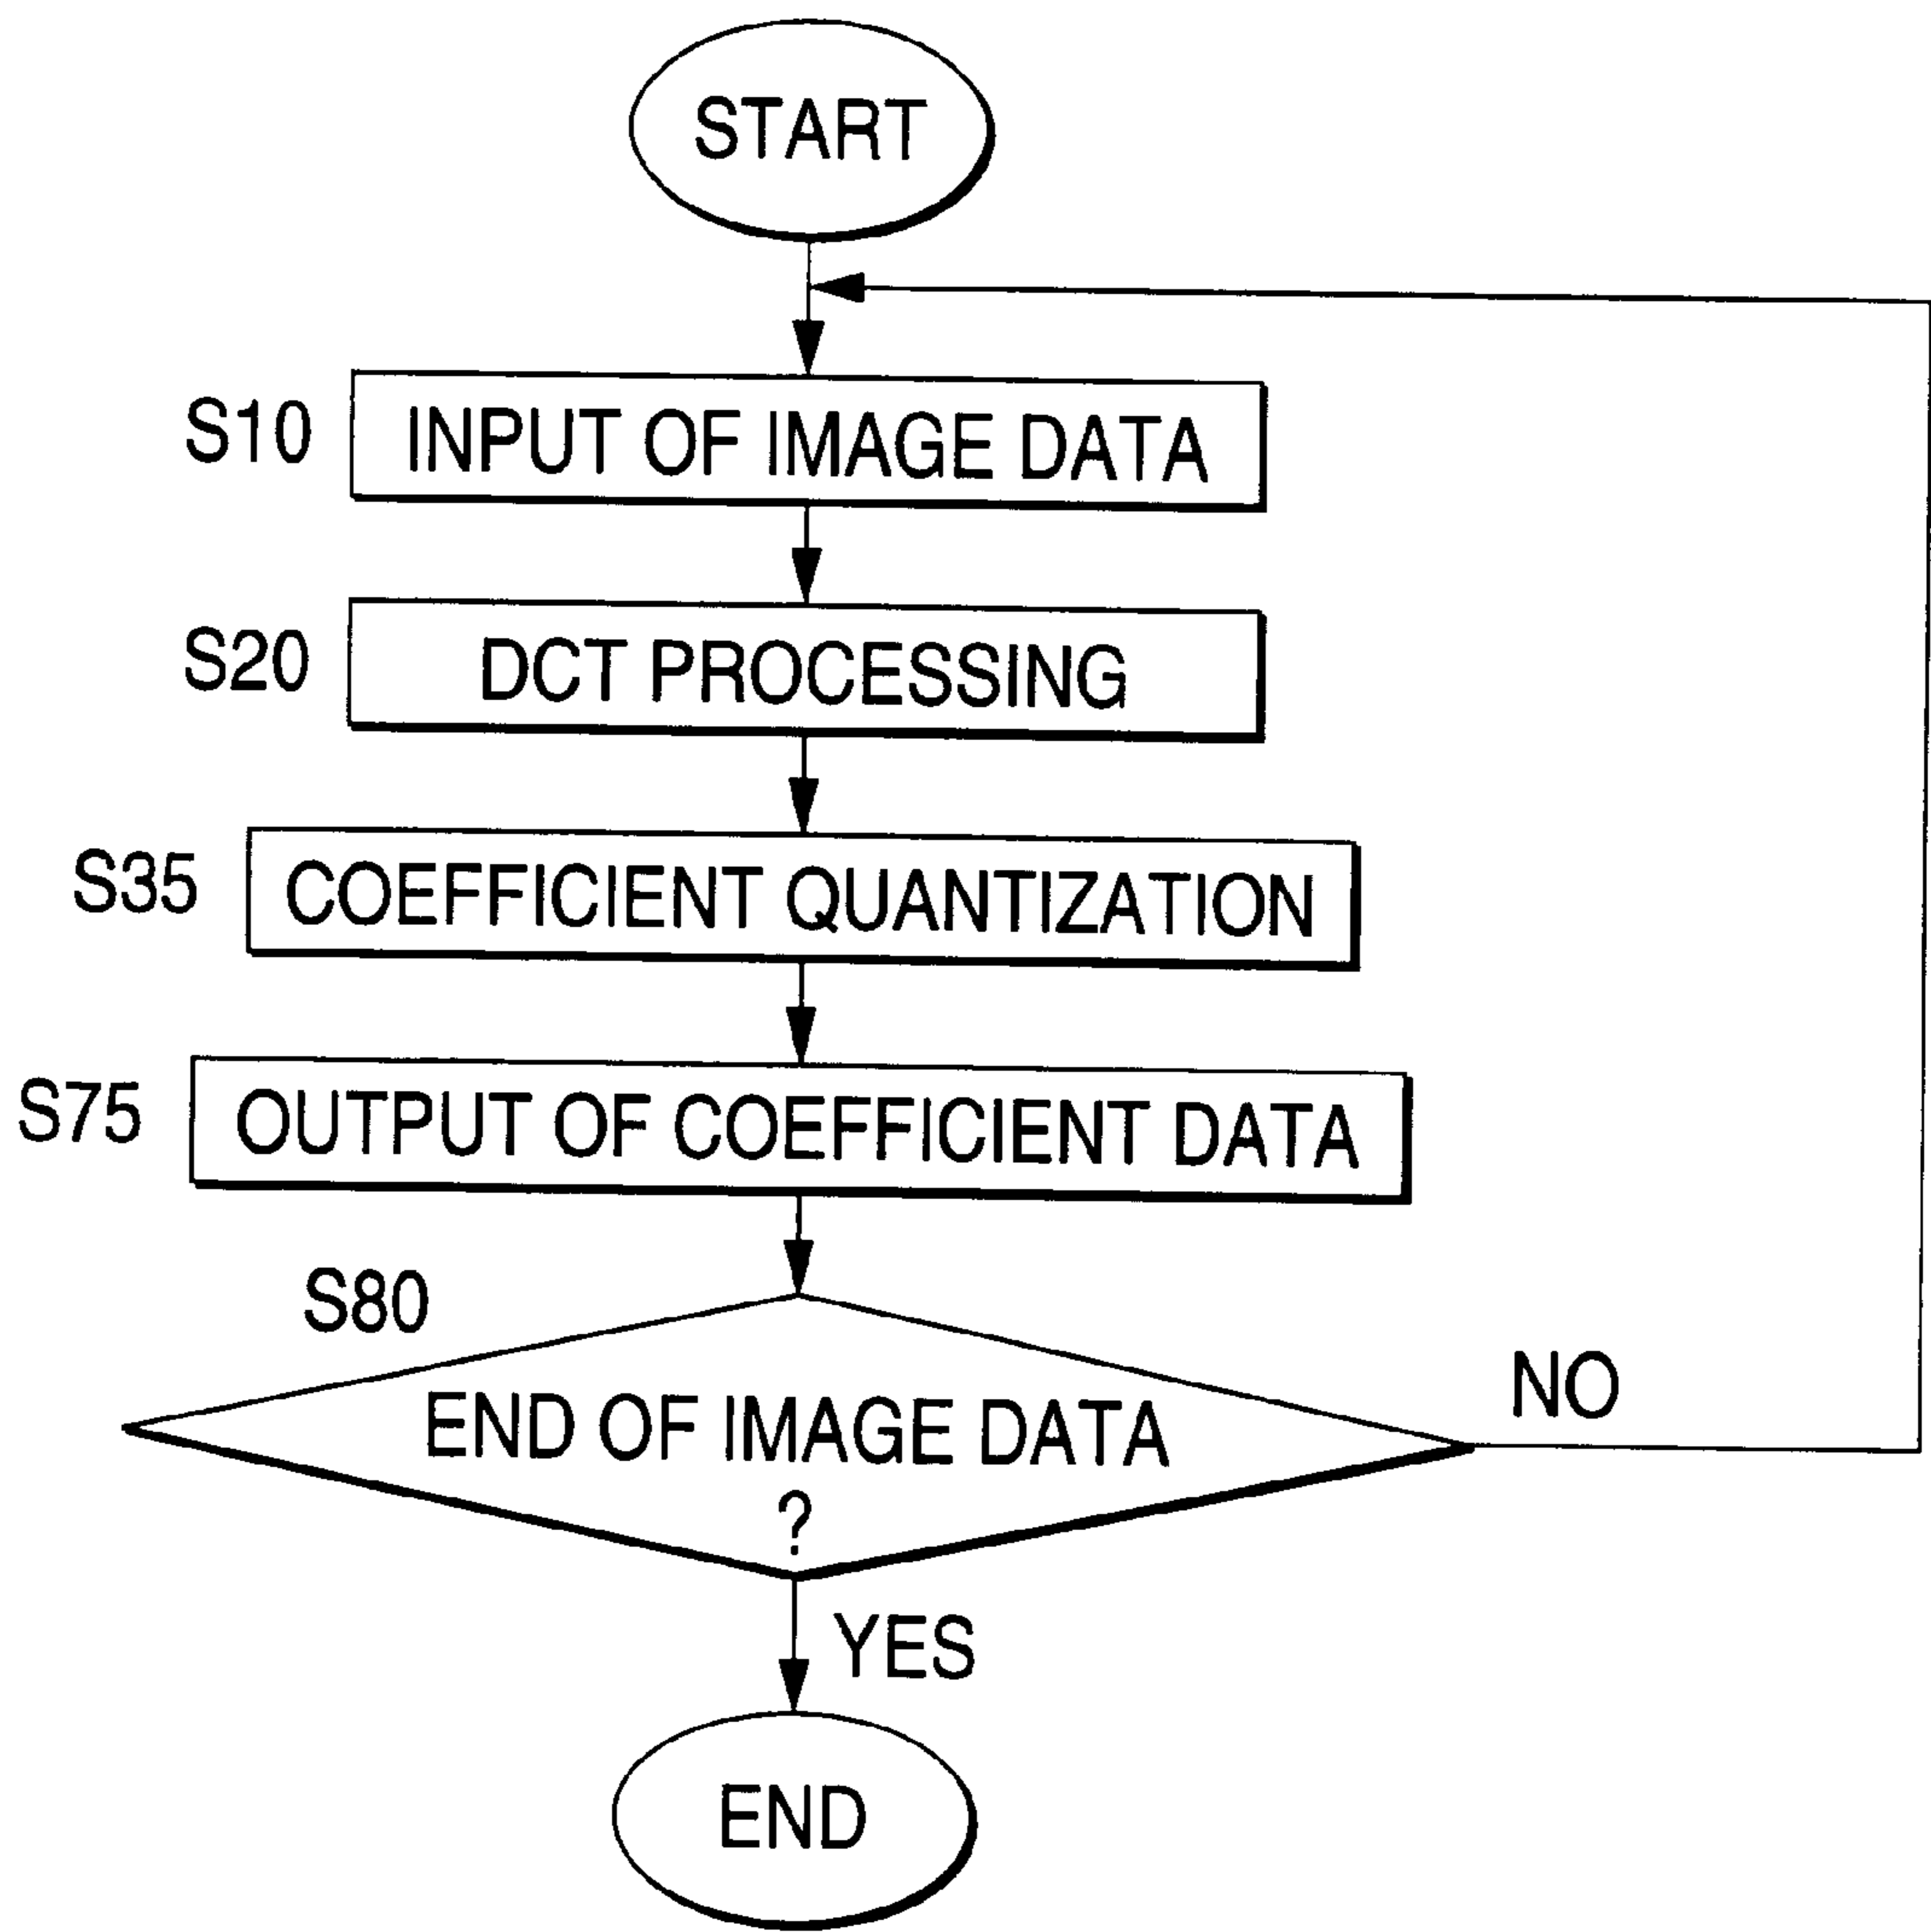 START
S10 INPUT OF IMAGE DATA
S20 DCT PROCESSING
S35 COEFFICIENT QUANTIZATION
S75 OUTPUT OF COEFFICIENT DATA
S80
NO
END OF IMAGE DATA
?
YES
END